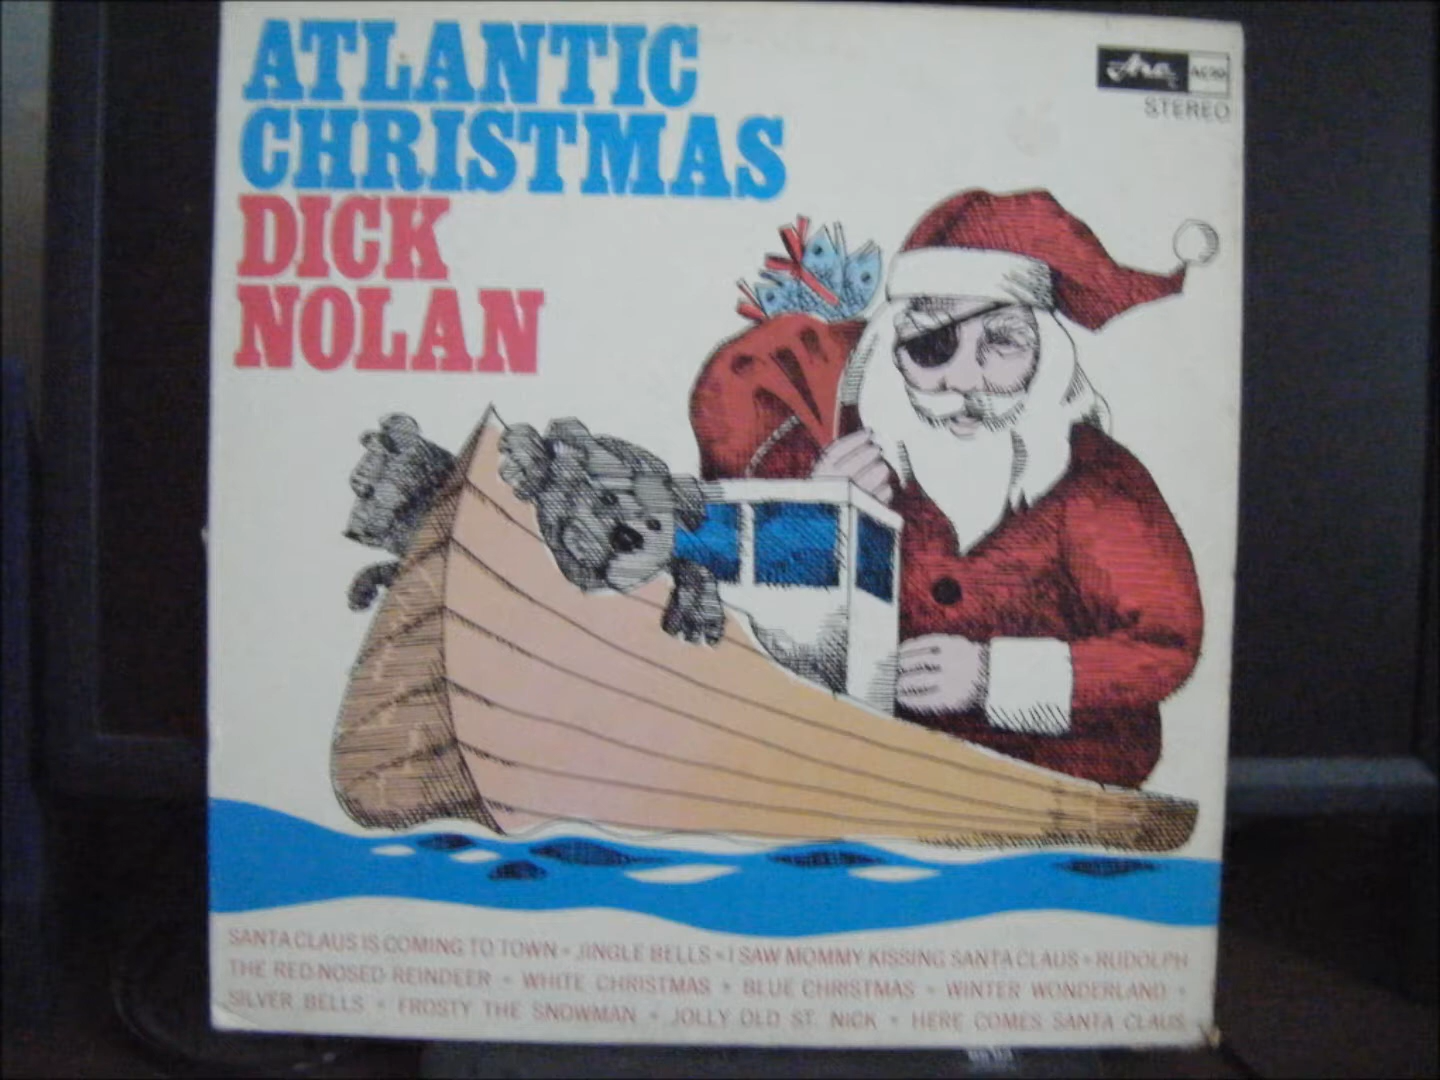 ATLANTIC
CHRISTMAS
DICK
NOLAN
Arc
STEREO
SANTA CLAUS IS COMING TO TOWN • JINGLE BELLS • I SAW MOMMY KISSING SANTA CLAUS • RUDOLPH
THE RED-NOSED REINDEER • WHITE CHRISTMAS • BLUE CHRISTMAS • WINTER WONDERLAND •
SILVER BELLS • FROSTY THE SNOWMAN • JOLLY OLD ST. NICK • HERE COMES SANTA CLAUS